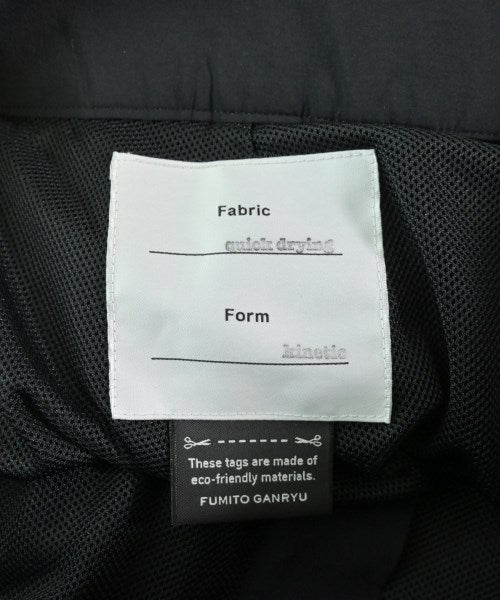 Fabric
quick drying
Form
kinetic
These tags are made of
eco-friendly materials.
FUMITO GANRYU